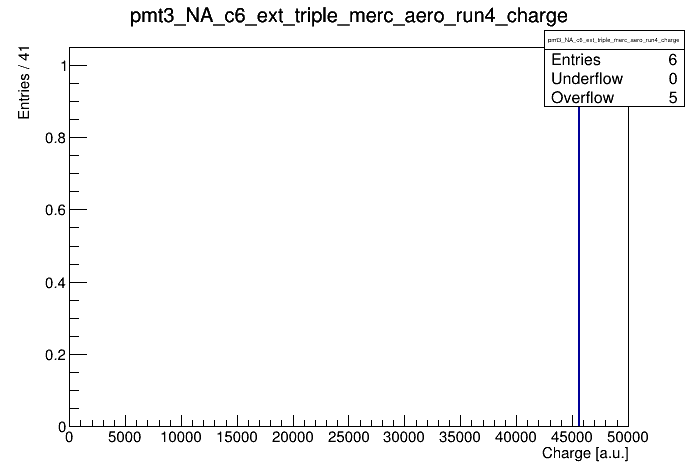 pmt3_NA_c6_ext_triple_merc_aero_run4_charge
pmt3_NA_c6_ext_triple_merc_aero_run4_charge
Entries 6
Underflow 0
Overflow 5
Entries / 41
1
0.8
0.6
0.4
0.2
0
0 5000 10000 15000 20000 25000 30000 35000 40000 45000 50000
Charge [a.u.]